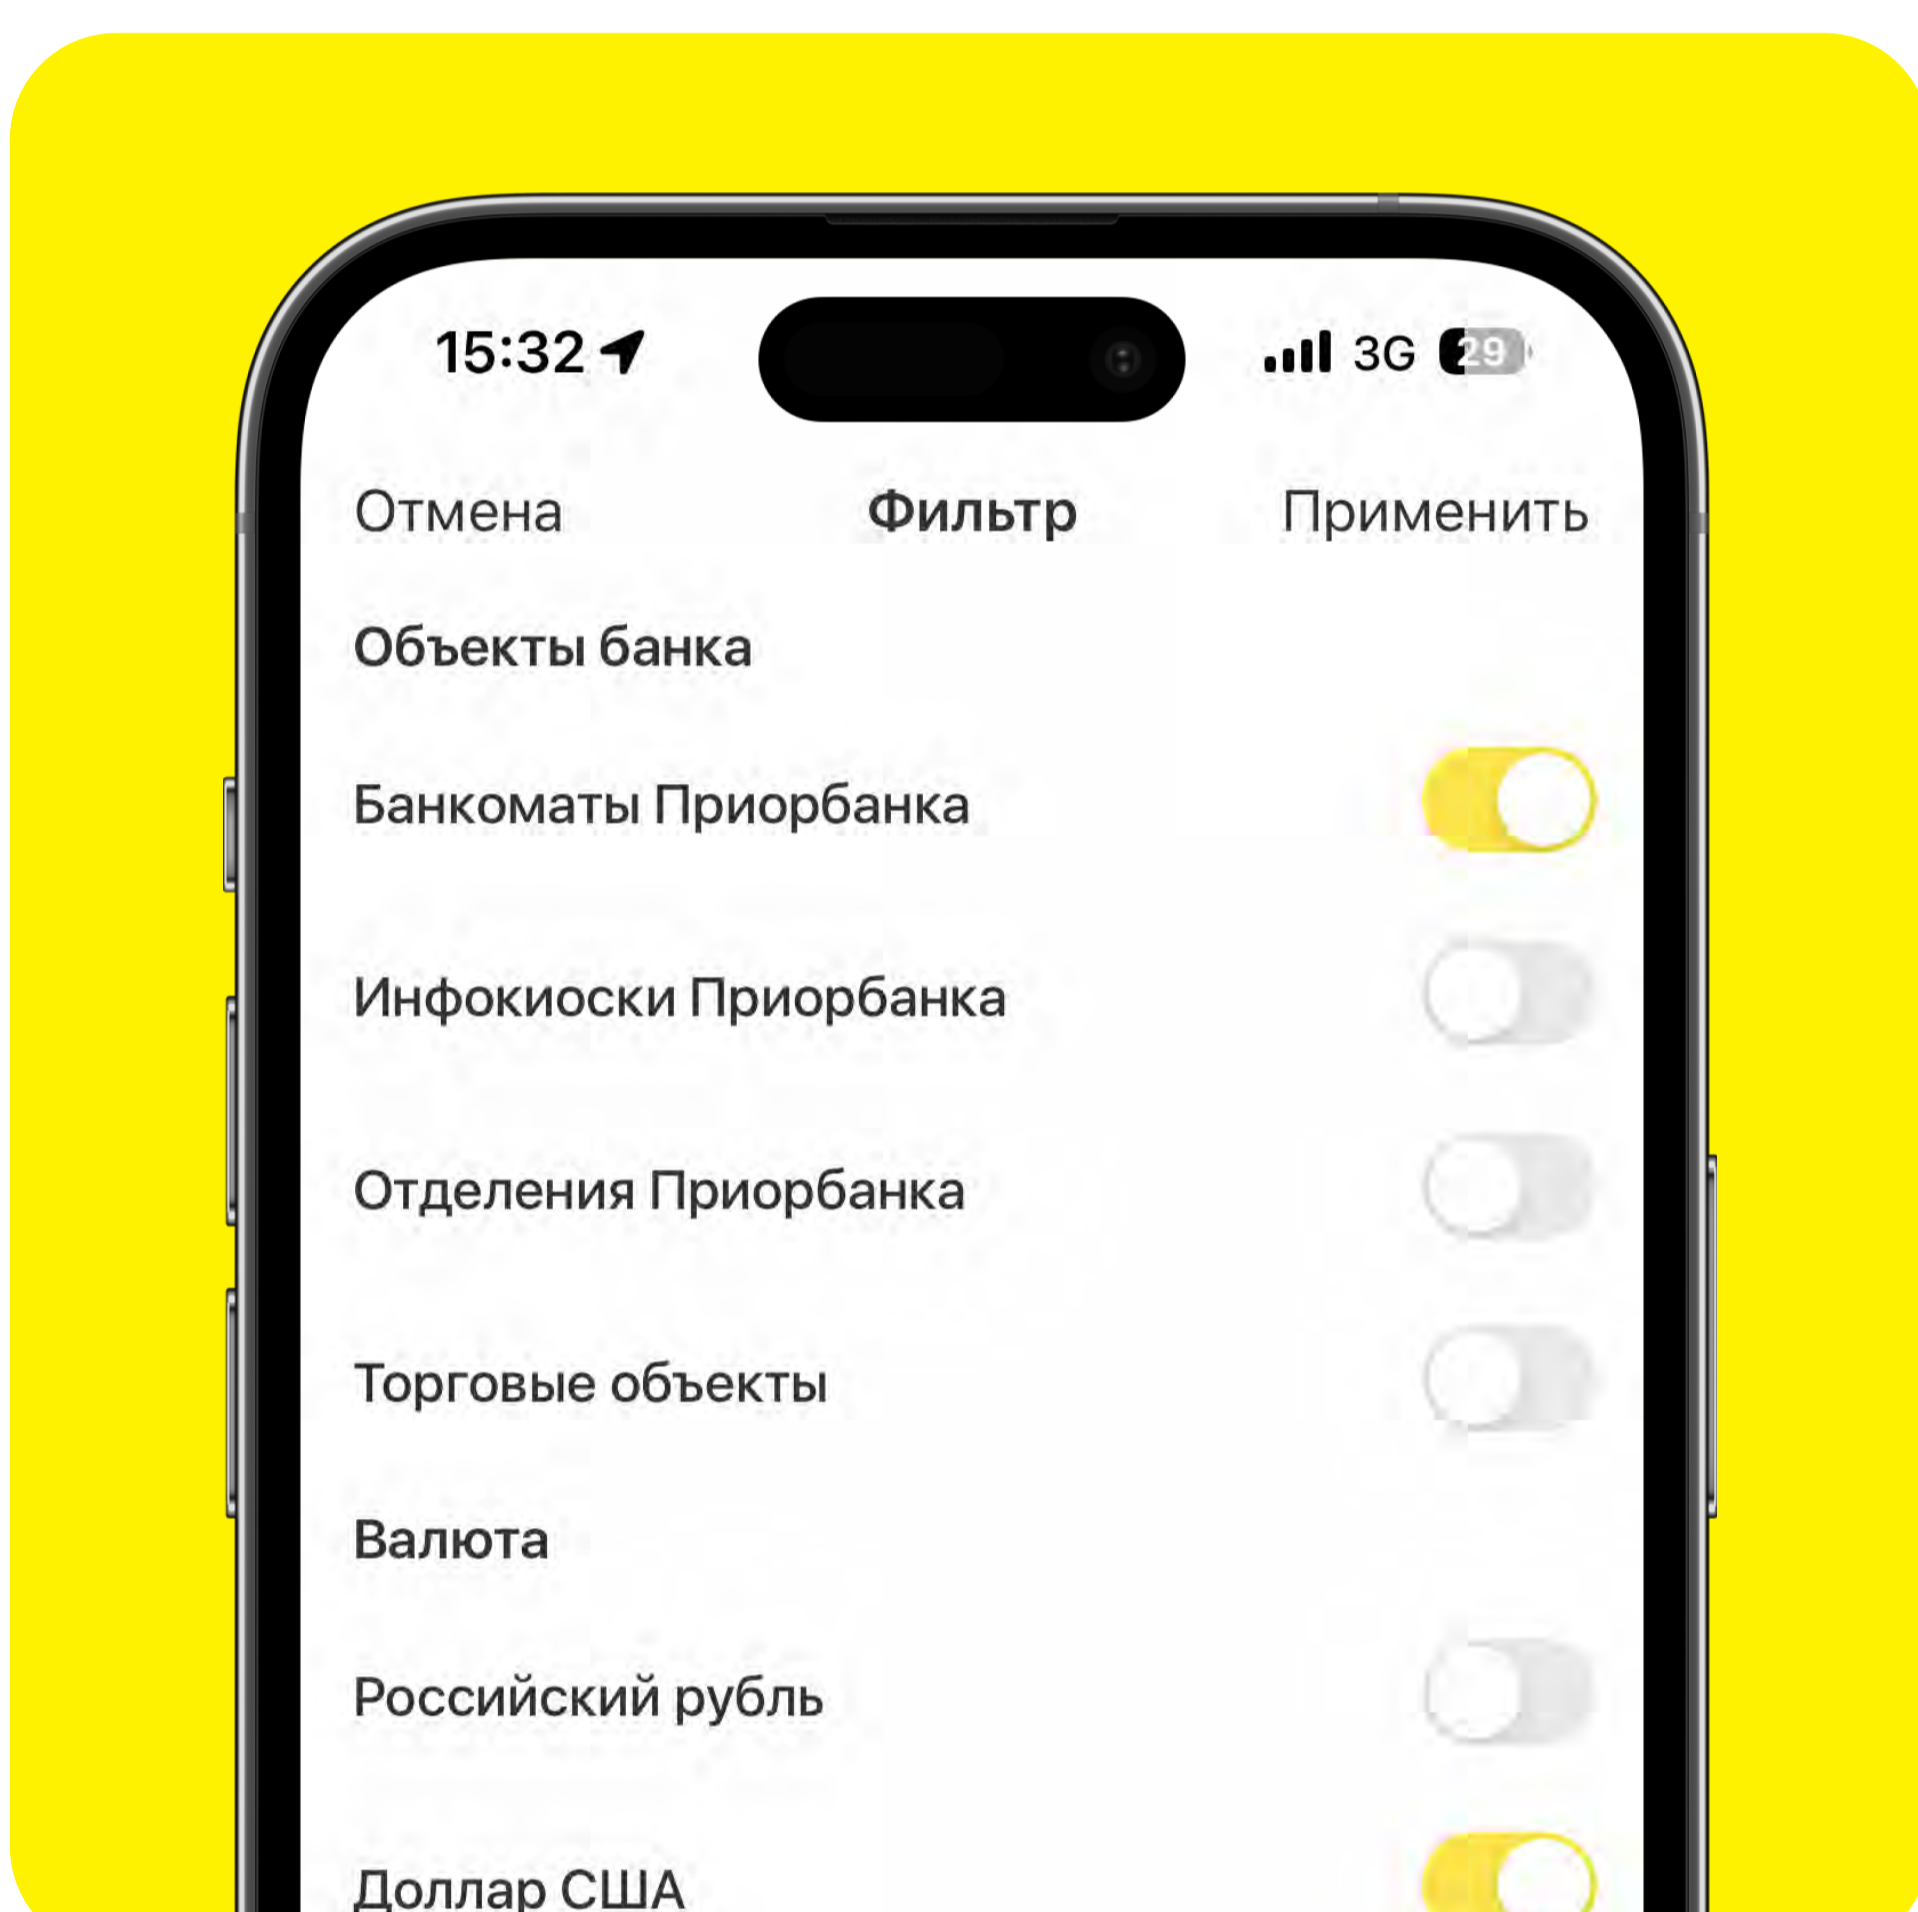 15:32 3G 29
Отмена Фильтр Применить
Объекты банка
Банкоматы Приорбанка
Инфокиоски Приорбанка
Отделения Приорбанка
Торговые объекты
Валюта
Российский рубль
Доллар США